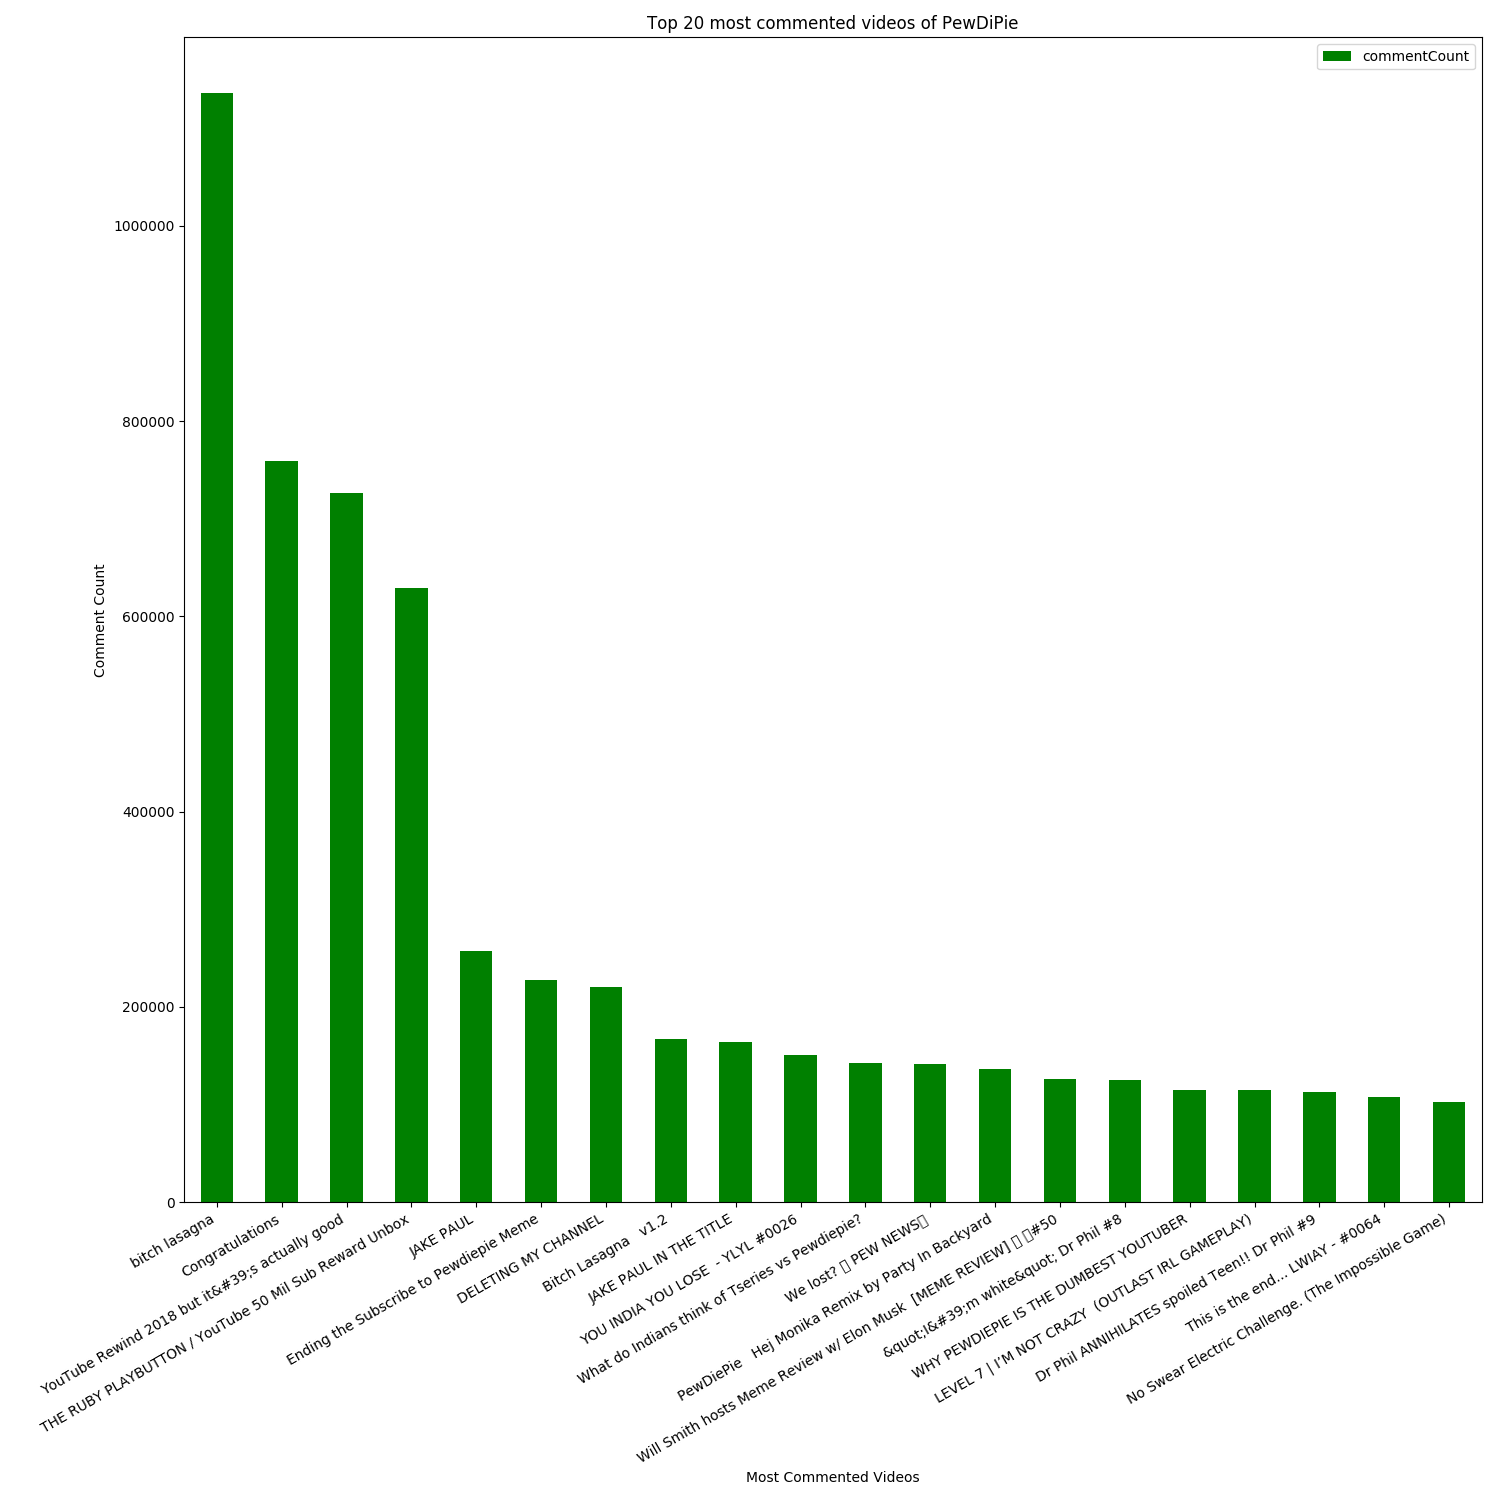 Top 20 most commented videos of PewDiPie
commentCount
1000000
800000
600000
400000
200000
0
Comment Count
bitch lasagna
Congratulations
YouTube Rewind 2018 but it&#39;s actually good
THE RUBY PLAYBUTTON / YouTube 50 Mil Sub Reward Unbox
JAKE PAUL
Ending the Subscribe to Pewdiepie Meme
DELETING MY CHANNEL
Bitch Lasagna   v1.2
JAKE PAUL IN THE TITLE
YOU INDIA YOU LOSE  - YLYL #0026
What do Indians think of Tseries vs Pewdiepie?
We lost? ▯ PEW NEWS▯
PewDiePie   Hej Monika Remix by Party In Backyard
Will Smith hosts Meme Review w/ Elon Musk  [MEME REVIEW] ▯ ▯#50
&quot;I&#39;m white&quot; Dr Phil #8
WHY PEWDIEPIE IS THE DUMBEST YOUTUBER
LEVEL 7 | I’M NOT CRAZY  (OUTLAST IRL GAMEPLAY)
Dr Phil ANNIHILATES spoiled Teen!! Dr Phil #9
This is the end... LWIAY - #0064
No Swear Electric Challenge. (The Impossible Game)
Most Commented Videos